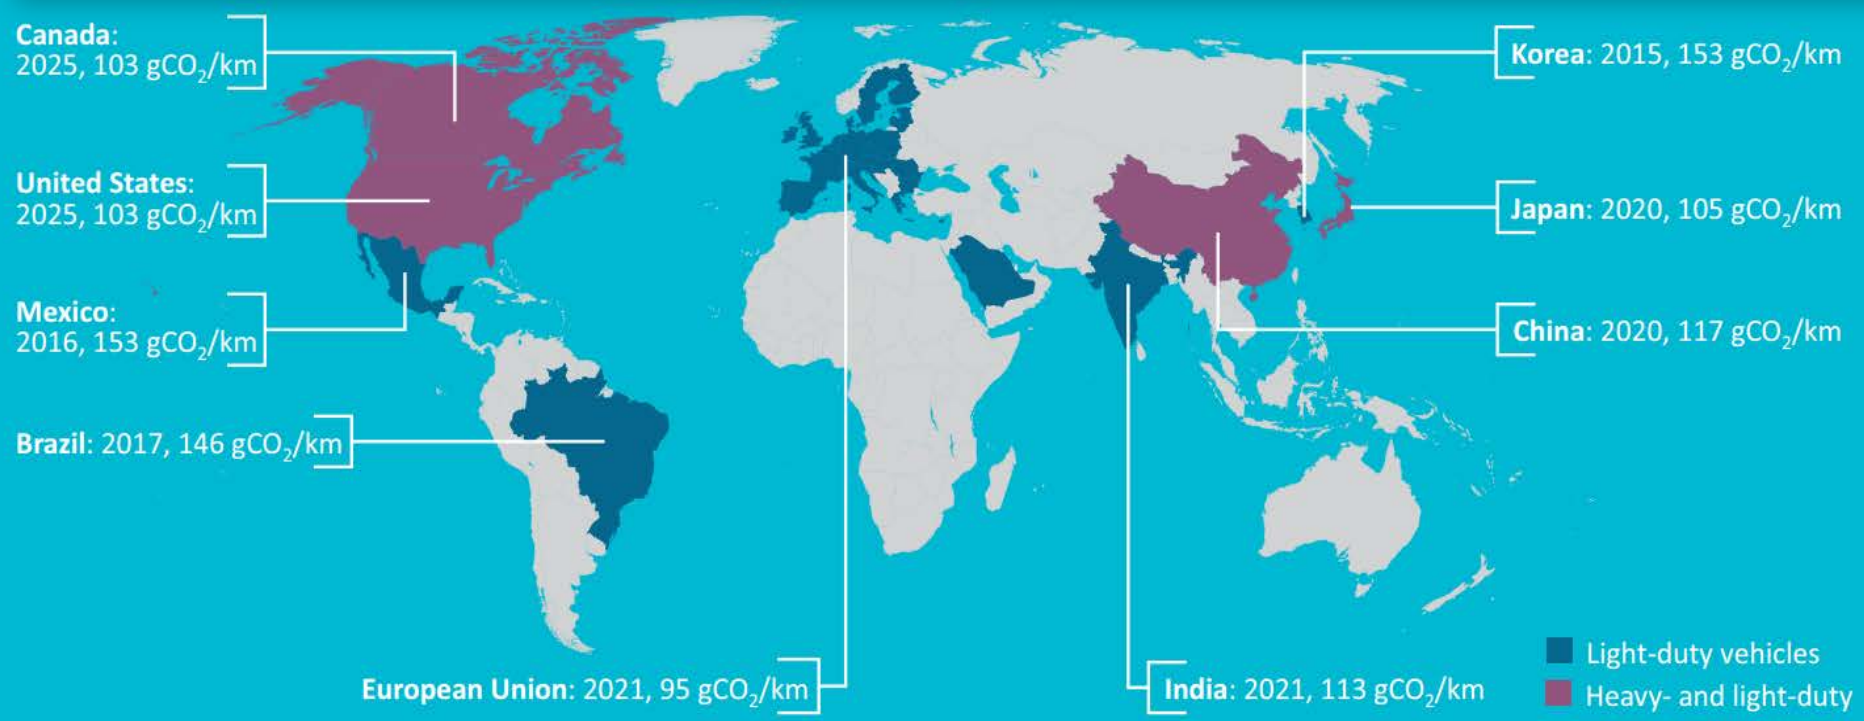 Canada:
2025, 103 gCO₂/km
United States:
2025, 103 gCO₂/km
Mexico:
2016, 153 gCO₂/km
Brazil: 2017, 146 gCO₂/km
European Union: 2021, 95 gCO₂/km
India: 2021, 113 gCO₂/km
Korea: 2015, 153 gCO₂/km
Japan: 2020, 105 gCO₂/km
China: 2020, 117 gCO₂/km
Light-duty vehicles
Heavy- and light-duty